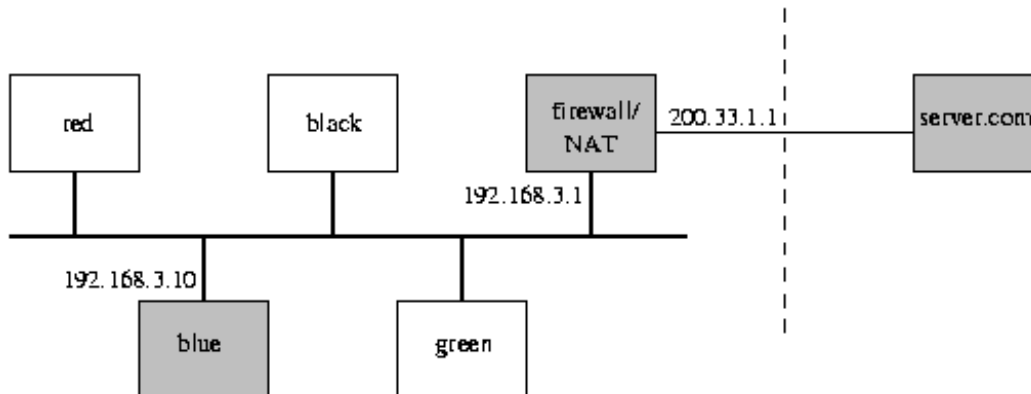 red
black
firewall/
NAT
200.33.1.1
server.com
192.168.3.1
192.168.3.10
blue
green